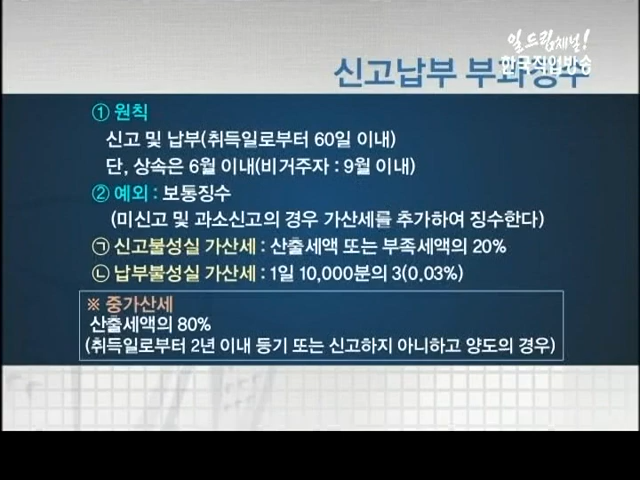 일드림채널!
한국직업방송
신고납부 부과징수
① 원칙
신고 및 납부(취득일로부터 60일 이내)
단, 상속은 6월 이내(비거주자 : 9월 이내)
② 예외 : 보통징수
(미신고 및 과소신고의 경우 가산세를 추가하여 징수한다)
㉠ 신고불성실 가산세 : 산출세액 또는 부족세액의 20%
㉡ 납부불성실 가산세 : 1일 10,000분의 3(0.03%)
※ 중가산세
산출세액의 80%
(취득일로부터 2년 이내 등기 또는 신고하지 아니하고 양도의 경우)